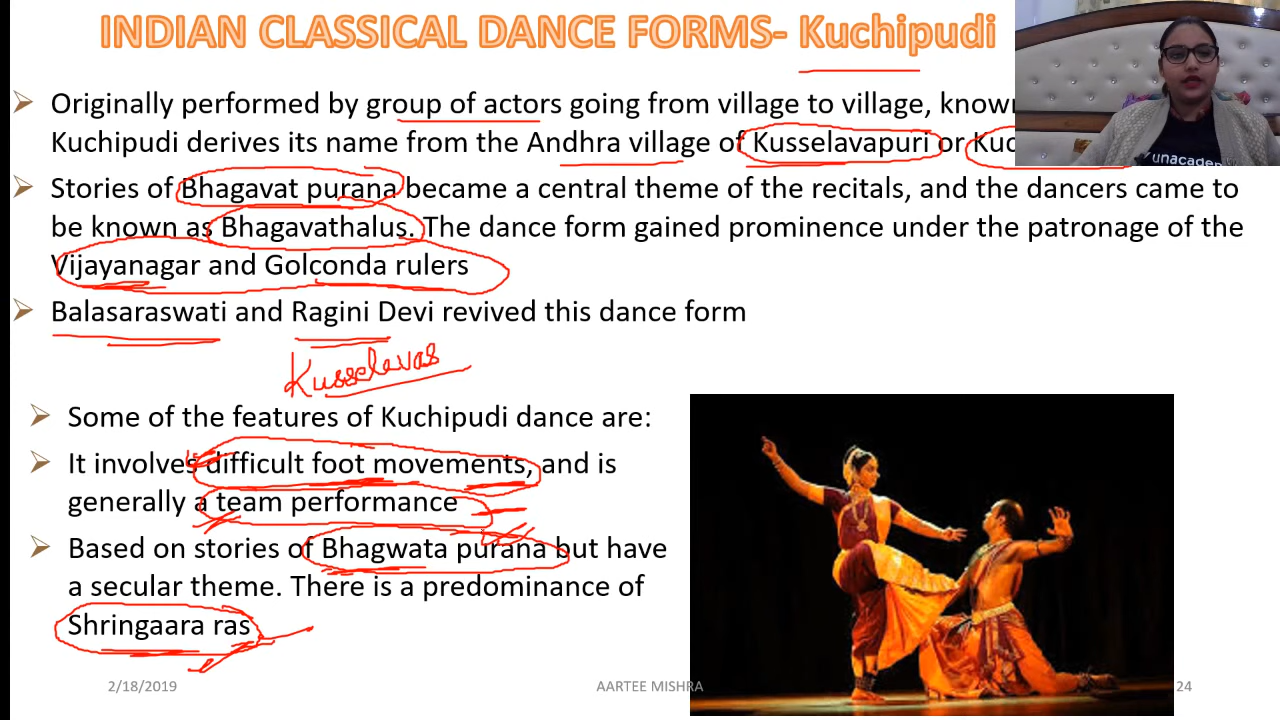 INDIAN CLASSICAL DANCE FORMS- Kuchipudi
➢ Originally performed by group of actors going from village to village, known
Kuchipudi derives its name from the Andhra village of Kusselavapuri or Kuc
unacade
➢ Stories of Bhagavat purana became a central theme of the recitals, and the dancers came to
be known as Bhagavathalus. The dance form gained prominence under the patronage of the
Vijayanagar and Golconda rulers
➢ Balasaraswati and Ragini Devi revived this dance form
Kusselavas
➢ Some of the features of Kuchipudi dance are:
➢ It involves difficult foot movements, and is
generally a team performance
➢ Based on stories of Bhagwata purana but have
a secular theme. There is a predominance of
Shringaara ras
2/18/2019
AARTEE MISHRA
24